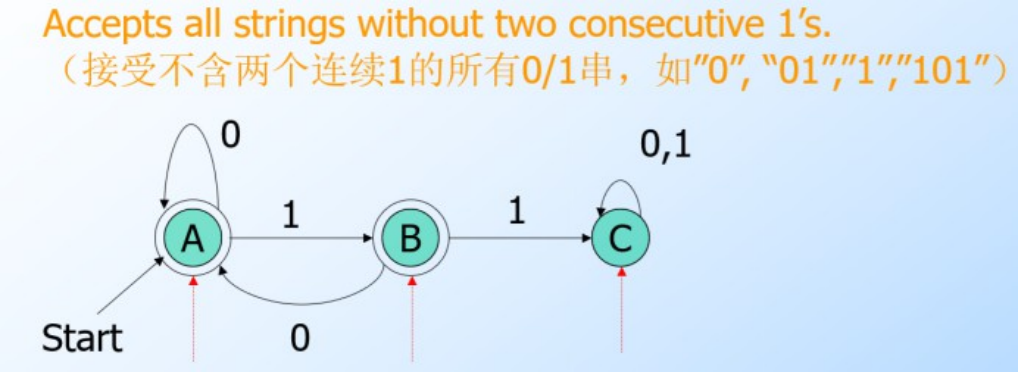 Accepts all strings without two consecutive 1’s.
（接受不含两个连续1的所有0/1串，如”0”, “01”,”1”,”101”）
0
0,1
1
1
A
B
C
Start
0